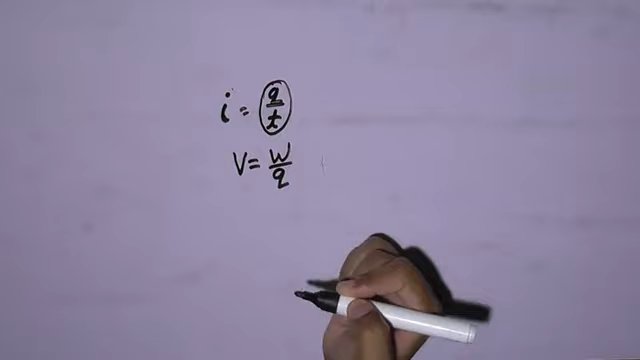 i = q/t
V = W/q